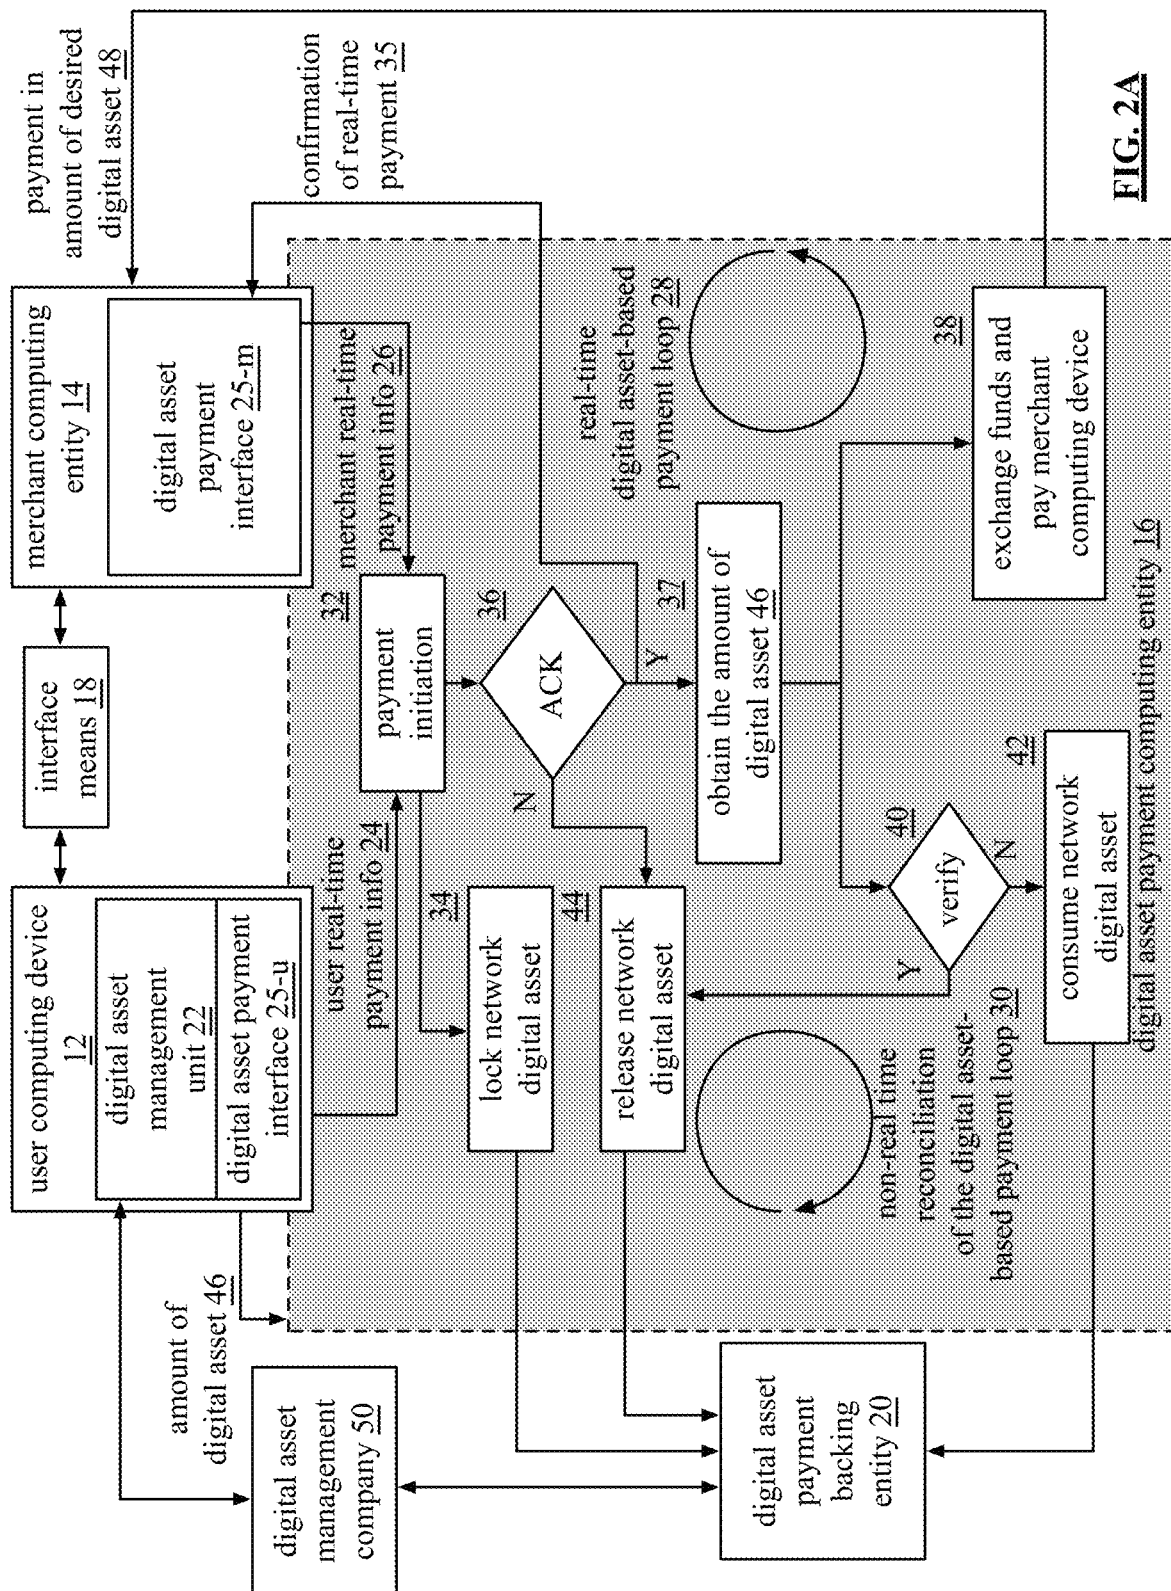 user computing device
12
digital asset
management
unit 22
digital asset payment
interface 25-u
interface
means 18
merchant computing
entity 14
digital asset
payment
interface 25-m
payment in
amount of desired
digital asset 48
confirmation
of real-time
payment 35
amount of
digital asset 46
digital asset
management
company 50
user real-time
payment info 24
32
payment
initiation
merchant real-time
payment info 26
34
lock network
digital asset
36
ACK
N
Y
44
release network
digital asset
37
obtain the amount of
digital asset 46
real-time
digital asset-based
payment loop 28
non-real time
reconciliation
of the digital asset-
based payment loop 30
40
verify
Y
N
42
consume network
digital asset
38
exchange funds and
pay merchant
computing device
digital asset
payment
backing
entity 20
digital asset payment computing entity 16
FIG. 2A